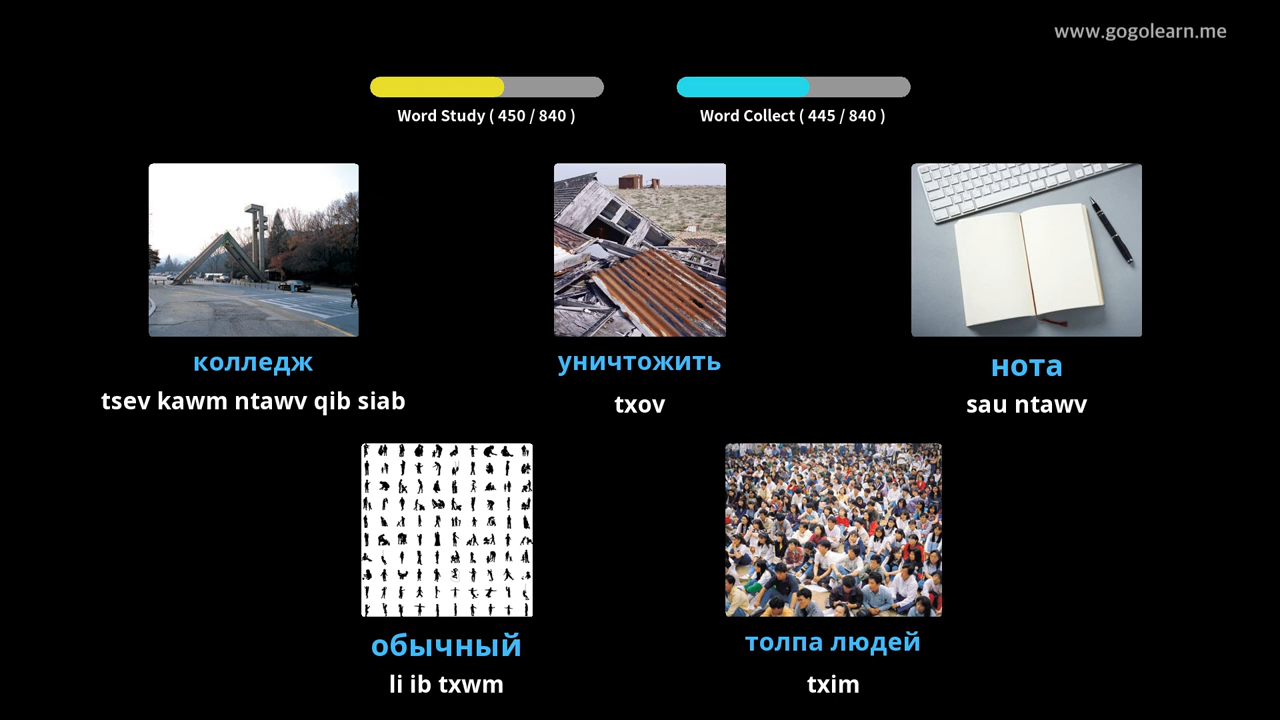 www.gogolearn.me
Word Study ( 450 / 840 )
Word Collect ( 445 / 840 )
колледж
tsev kawm ntawv qib siab
уничтожить
txov
нота
sau ntawv
обычный
li ib txwm
толпа людей
txim